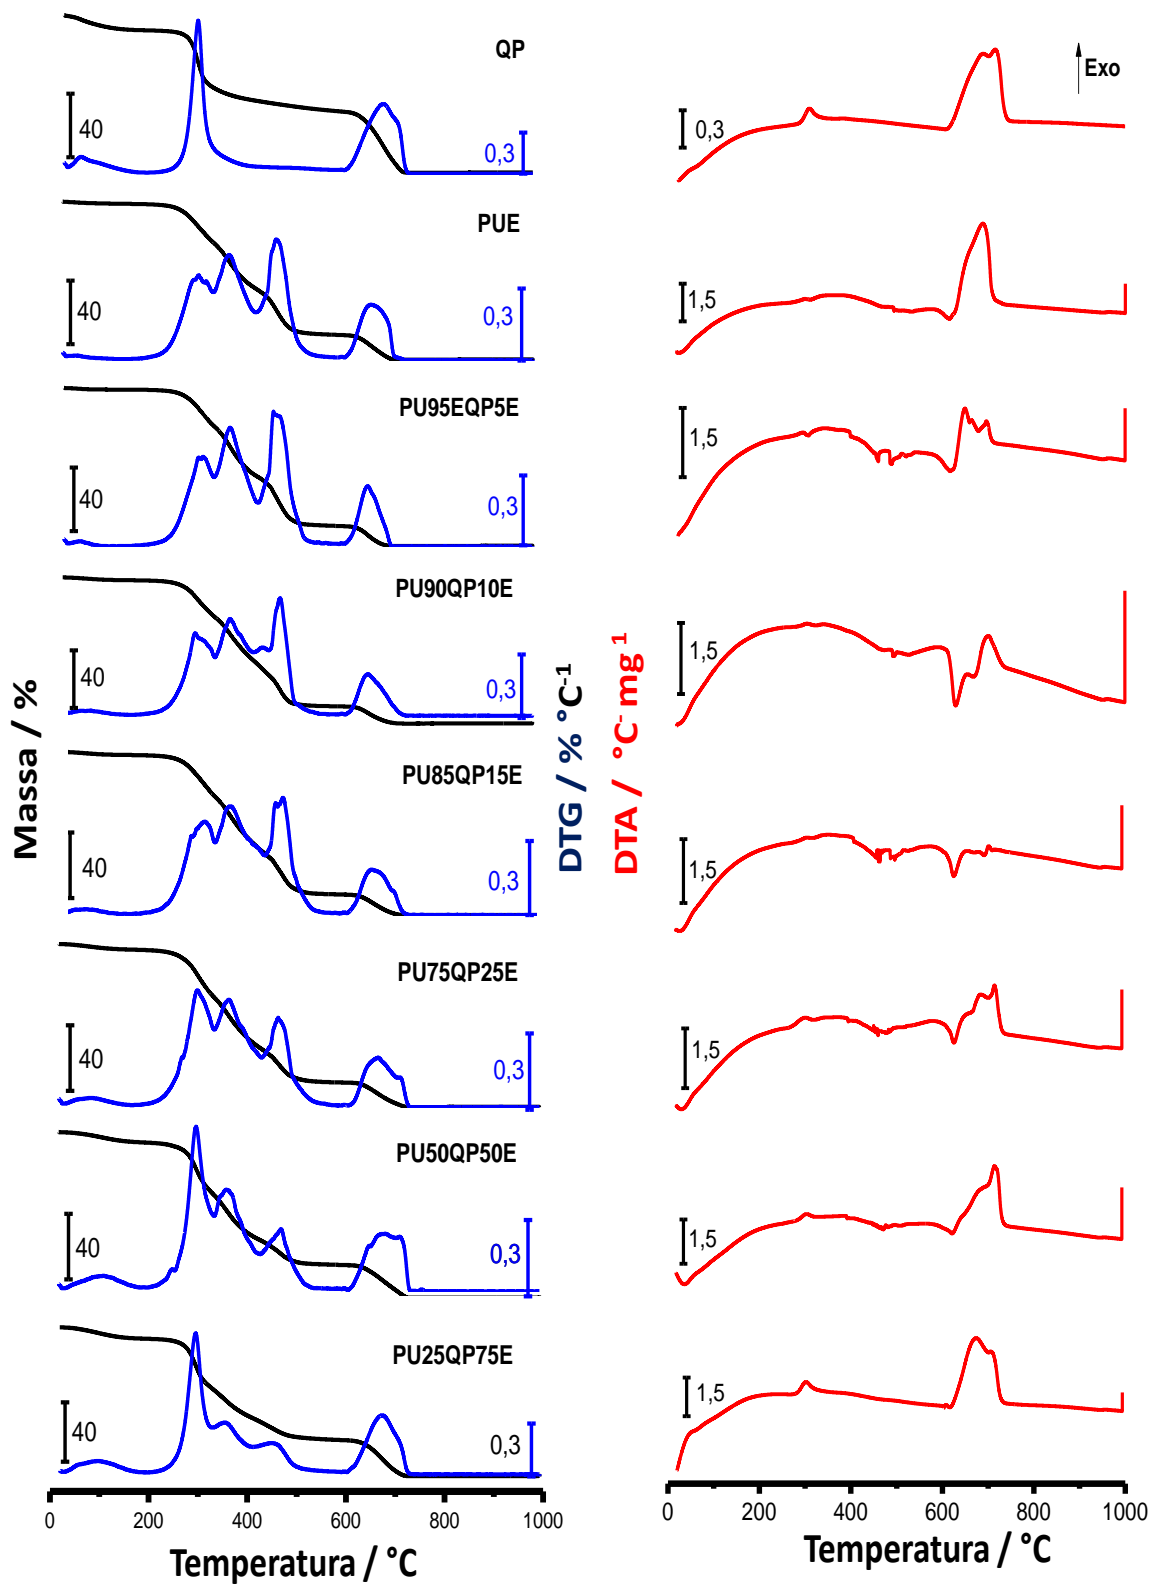 QP
40
0,3
PUE
40
0,3
PU95EQP5E
40
0,3
PU90QP10E
40
0,3
PU85QP15E
40
0,3
PU75QP25E
40
0,3
PU50QP50E
40
0,3
PU25QP75E
40
0,3
Massa / %
DTG / % °C-1
0 200 400 600 800 1000
Temperatura / °C
Exo
0,3
1,5
1,5
1,5
1,5
1,5
1,5
1,5
DTA / °C- mg 1
0 200 400 600 800 1000
Temperatura / °C